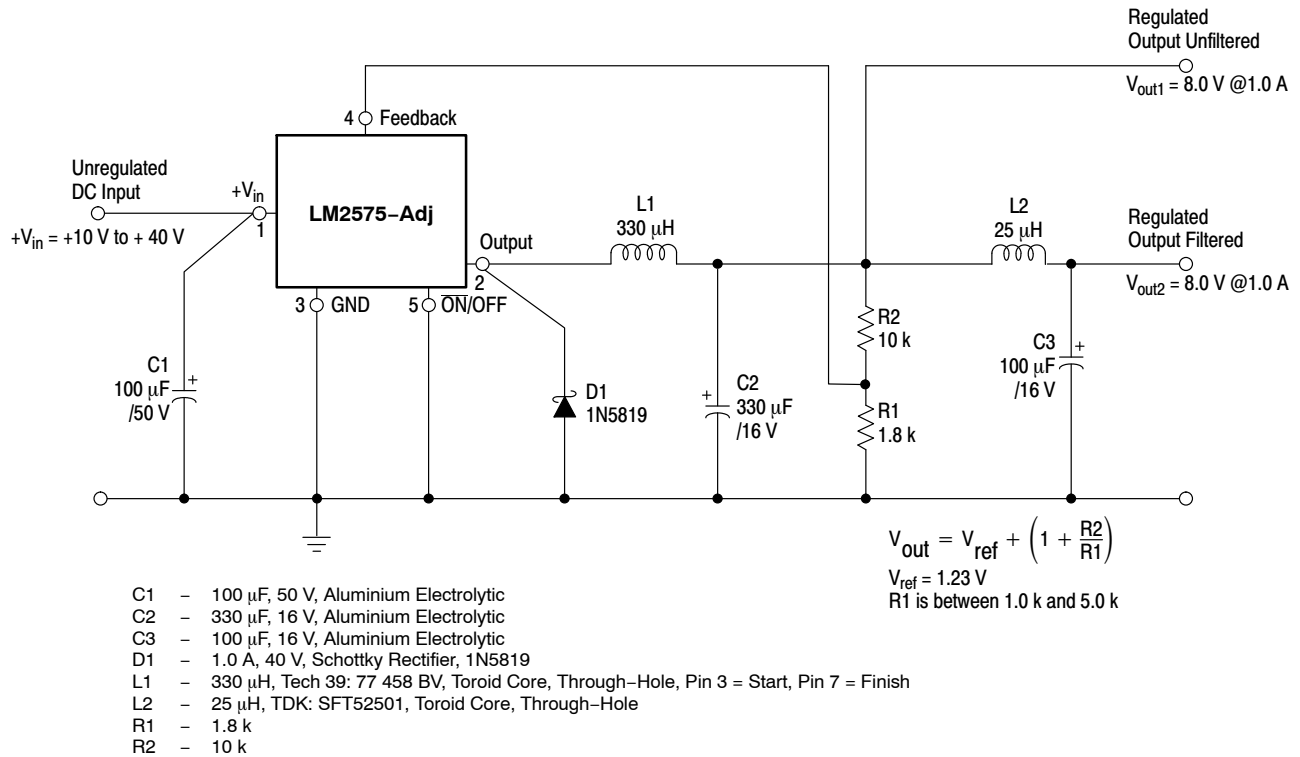 Regulated
Output Unfiltered
Vout1 = 8.0 V @1.0 A
4 Feedback
Unregulated
DC Input
+Vin
1
+Vin = +10 V to + 40 V
LM2575−Adj
Output
2
L1
330 μH
L2
25 μH
Regulated
Output Filtered
Vout2 = 8.0 V @1.0 A
3 GND
5 ON/OFF
R2
10 k
C1
100 μF
/50 V
+
D1
1N5819
+
C2
330 μF
/16 V
R1
1.8 k
C3
100 μF
/16 V
+
Vout = Vref + (1 + R2/R1)
Vref = 1.23 V
R1 is between 1.0 k and 5.0 k
C1 – 100 μF, 50 V, Aluminium Electrolytic
C2 – 330 μF, 16 V, Aluminium Electrolytic
C3 – 100 μF, 16 V, Aluminium Electrolytic
D1 – 1.0 A, 40 V, Schottky Rectifier, 1N5819
L1 – 330 μH, Tech 39: 77 458 BV, Toroid Core, Through−Hole, Pin 3 = Start, Pin 7 = Finish
L2 – 25 μH, TDK: SFT52501, Toroid Core, Through−Hole
R1 – 1.8 k
R2 – 10 k